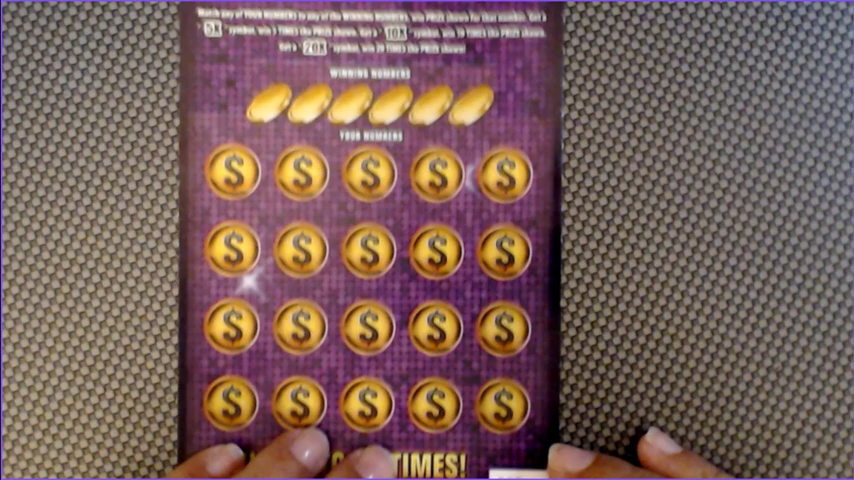 Match any of YOUR NUMBERS to any of the WINNING NUMBERS, win PRIZE shown for that number. Get a
"5X" symbol, win 5 TIMES the PRIZE shown. Get a "10X" symbol, win 10 TIMES the PRIZE shown.
Get a "20X" symbol, win 20 TIMES the PRIZE shown!
WINNING NUMBERS
YOUR NUMBERS
$ $ $ $ $
$ $ $ $ $
$ $ $ $ $
$ $ $ $ $
TIMES!